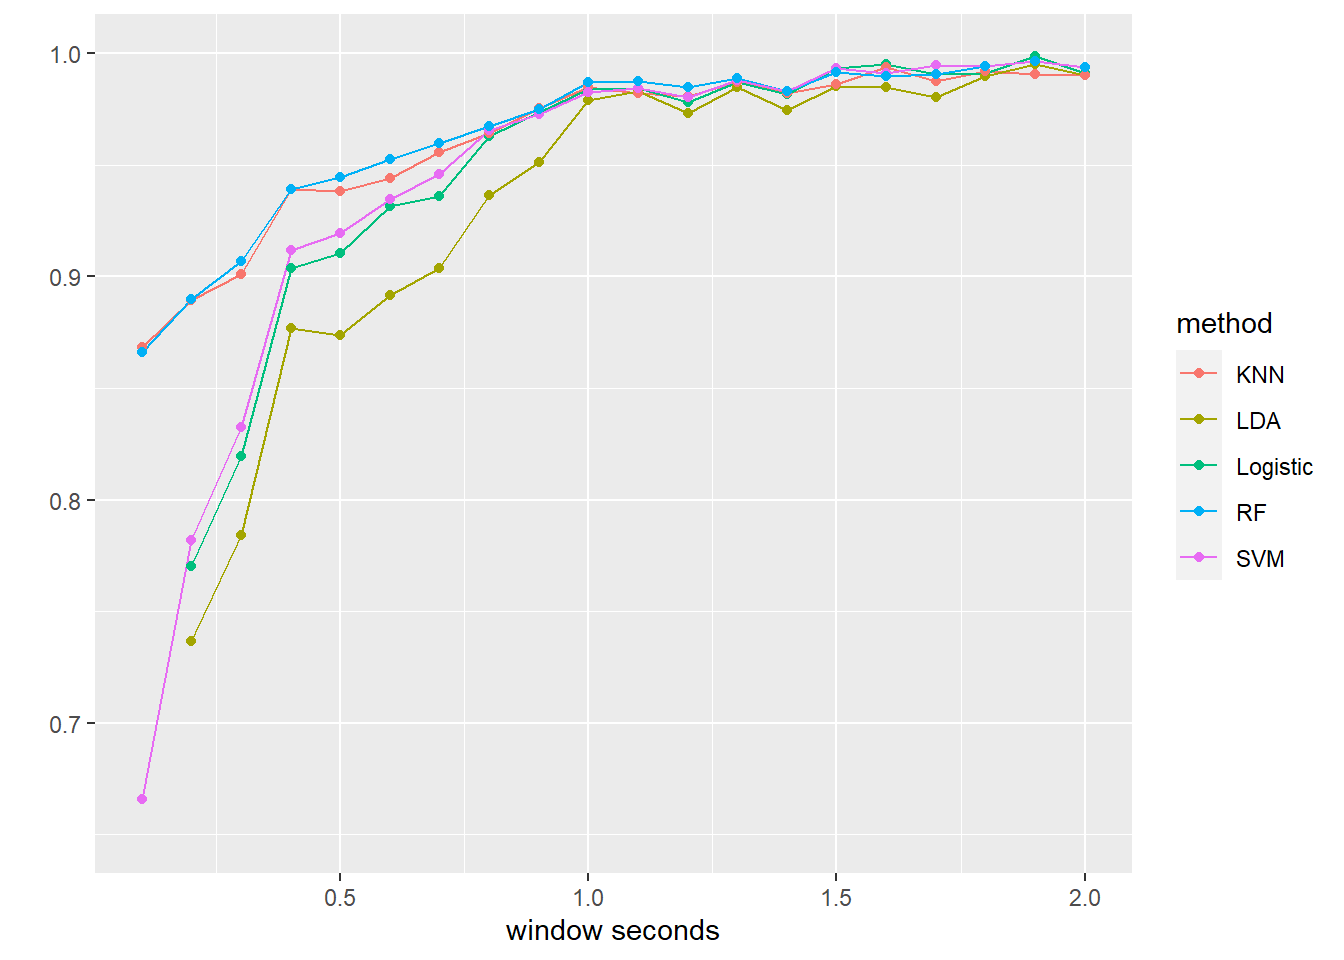 1.0
0.9
0.8
0.7
0.5 1.0 1.5 2.0
window seconds
method
KNN
LDA
Logistic
RF
SVM